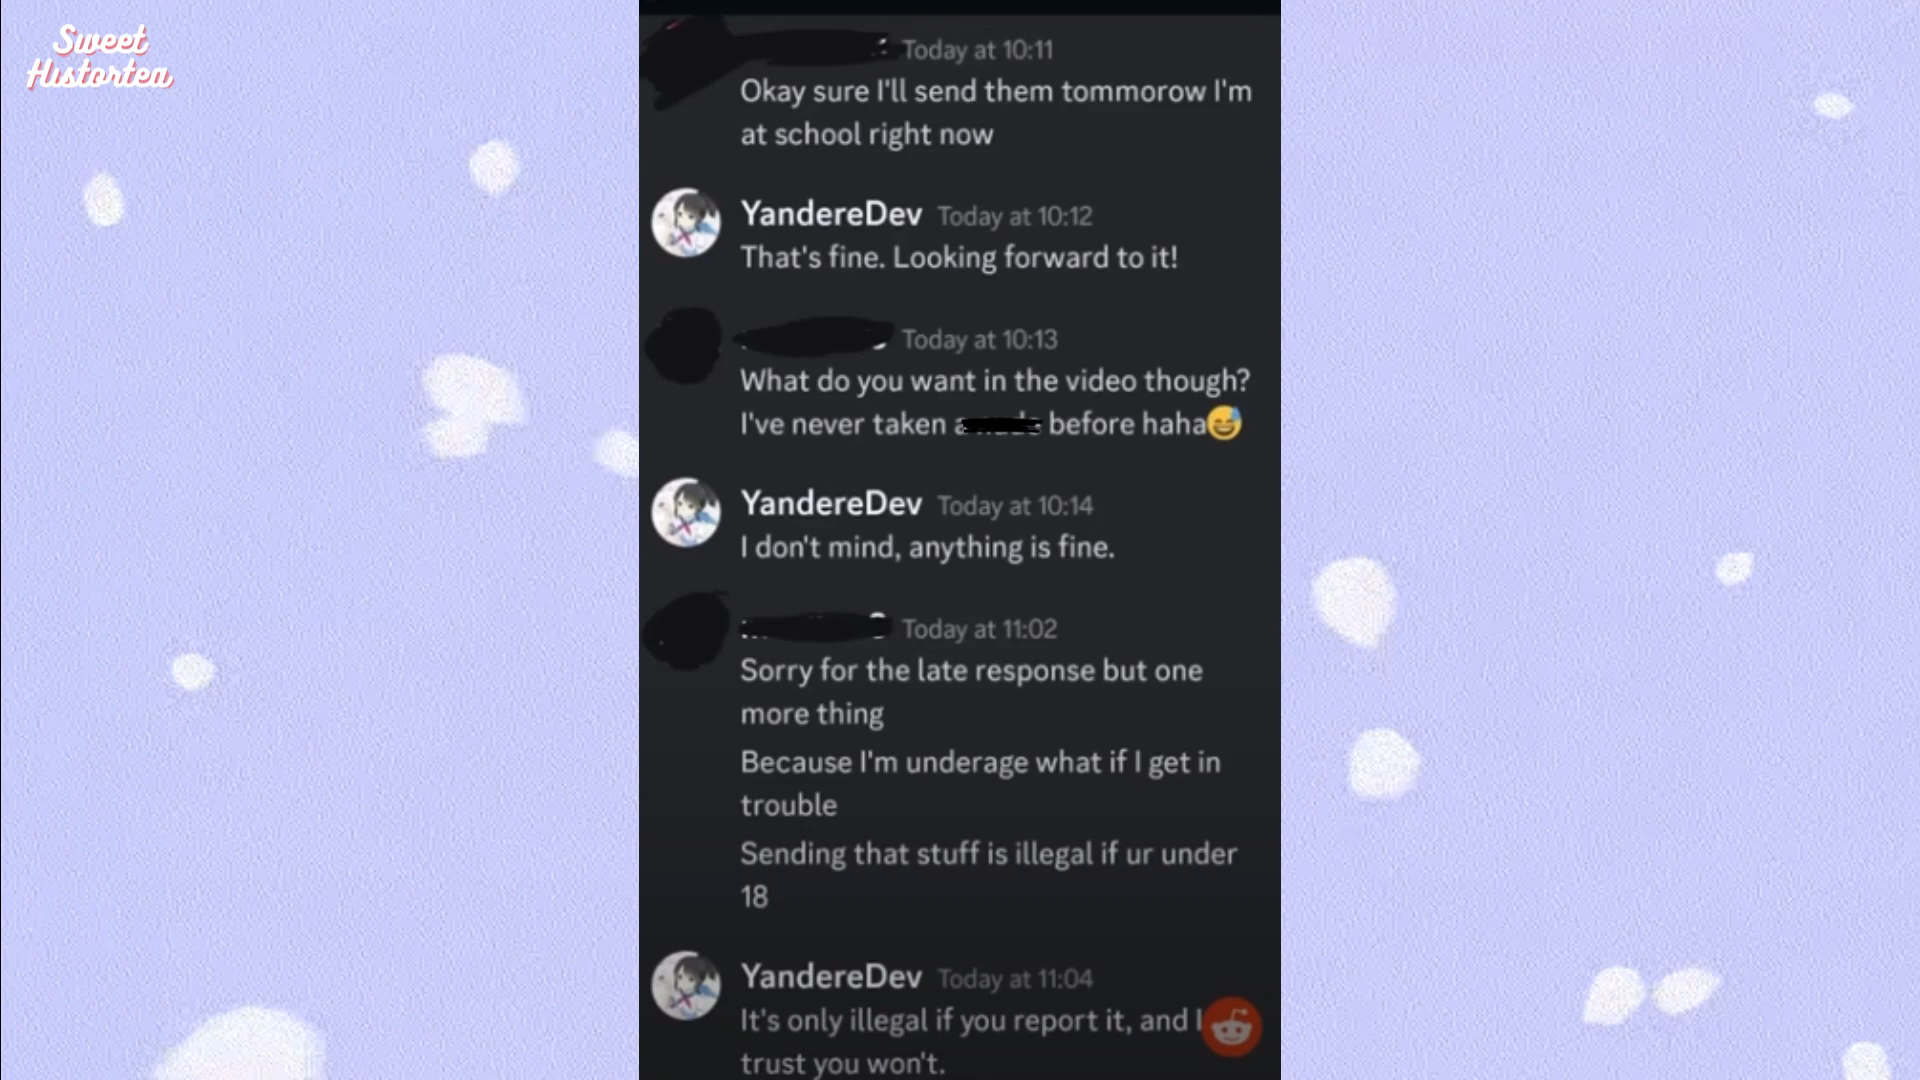 Sweet
Histortea
Today at 10:11
Okay sure I'll send them tommorow I'm
at school right now
YandereDev Today at 10:12
That's fine. Looking forward to it!
Today at 10:13
What do you want in the video though?
I've never taken a before haha😅
YandereDev Today at 10:14
I don't mind, anything is fine.
Today at 11:02
Sorry for the late response but one
more thing
Because I'm underage what if I get in
trouble
Sending that stuff is illegal if ur under
18
YandereDev Today at 11:04
It's only illegal if you report it, and I
trust you won't.